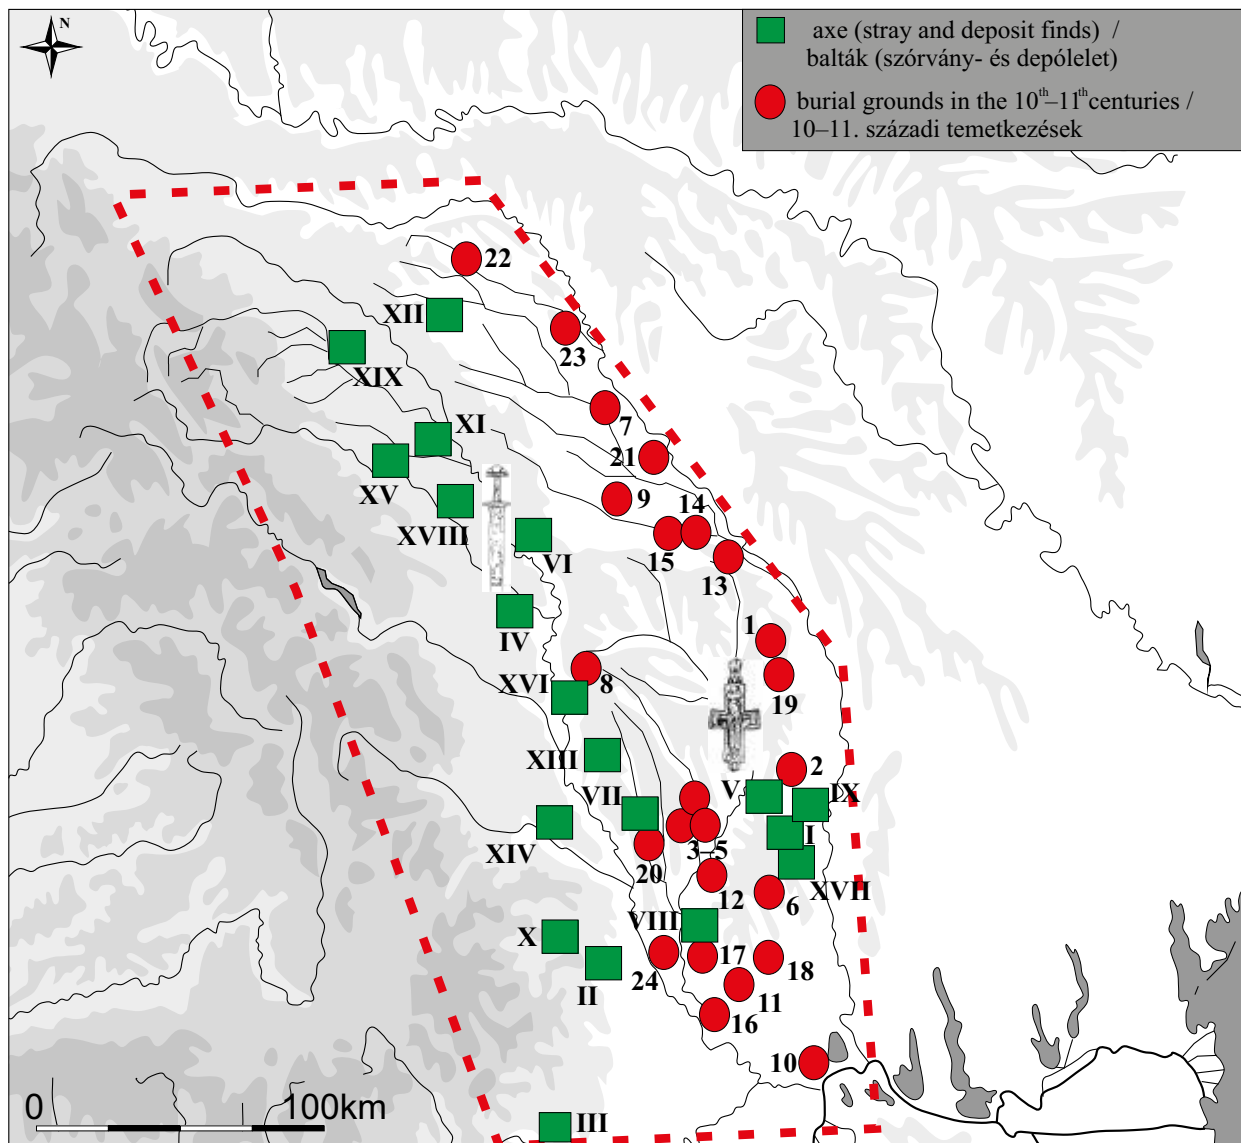 N
axe (stray and deposit finds) /
balták (szórvány- és depólelet)
burial grounds in the 10th–11th centuries /
10–11. századi temetkezések
22
XII
23
XIX
7
XI
21
XV
9
14
XVIII
15
VI
13
IV
1
XVI
8
19
XIII
2
V
IX
VII
I
XIV
3–5
20
XVII
12
6
VIII
X
17
18
24
II
11
16
10
0
100km
III